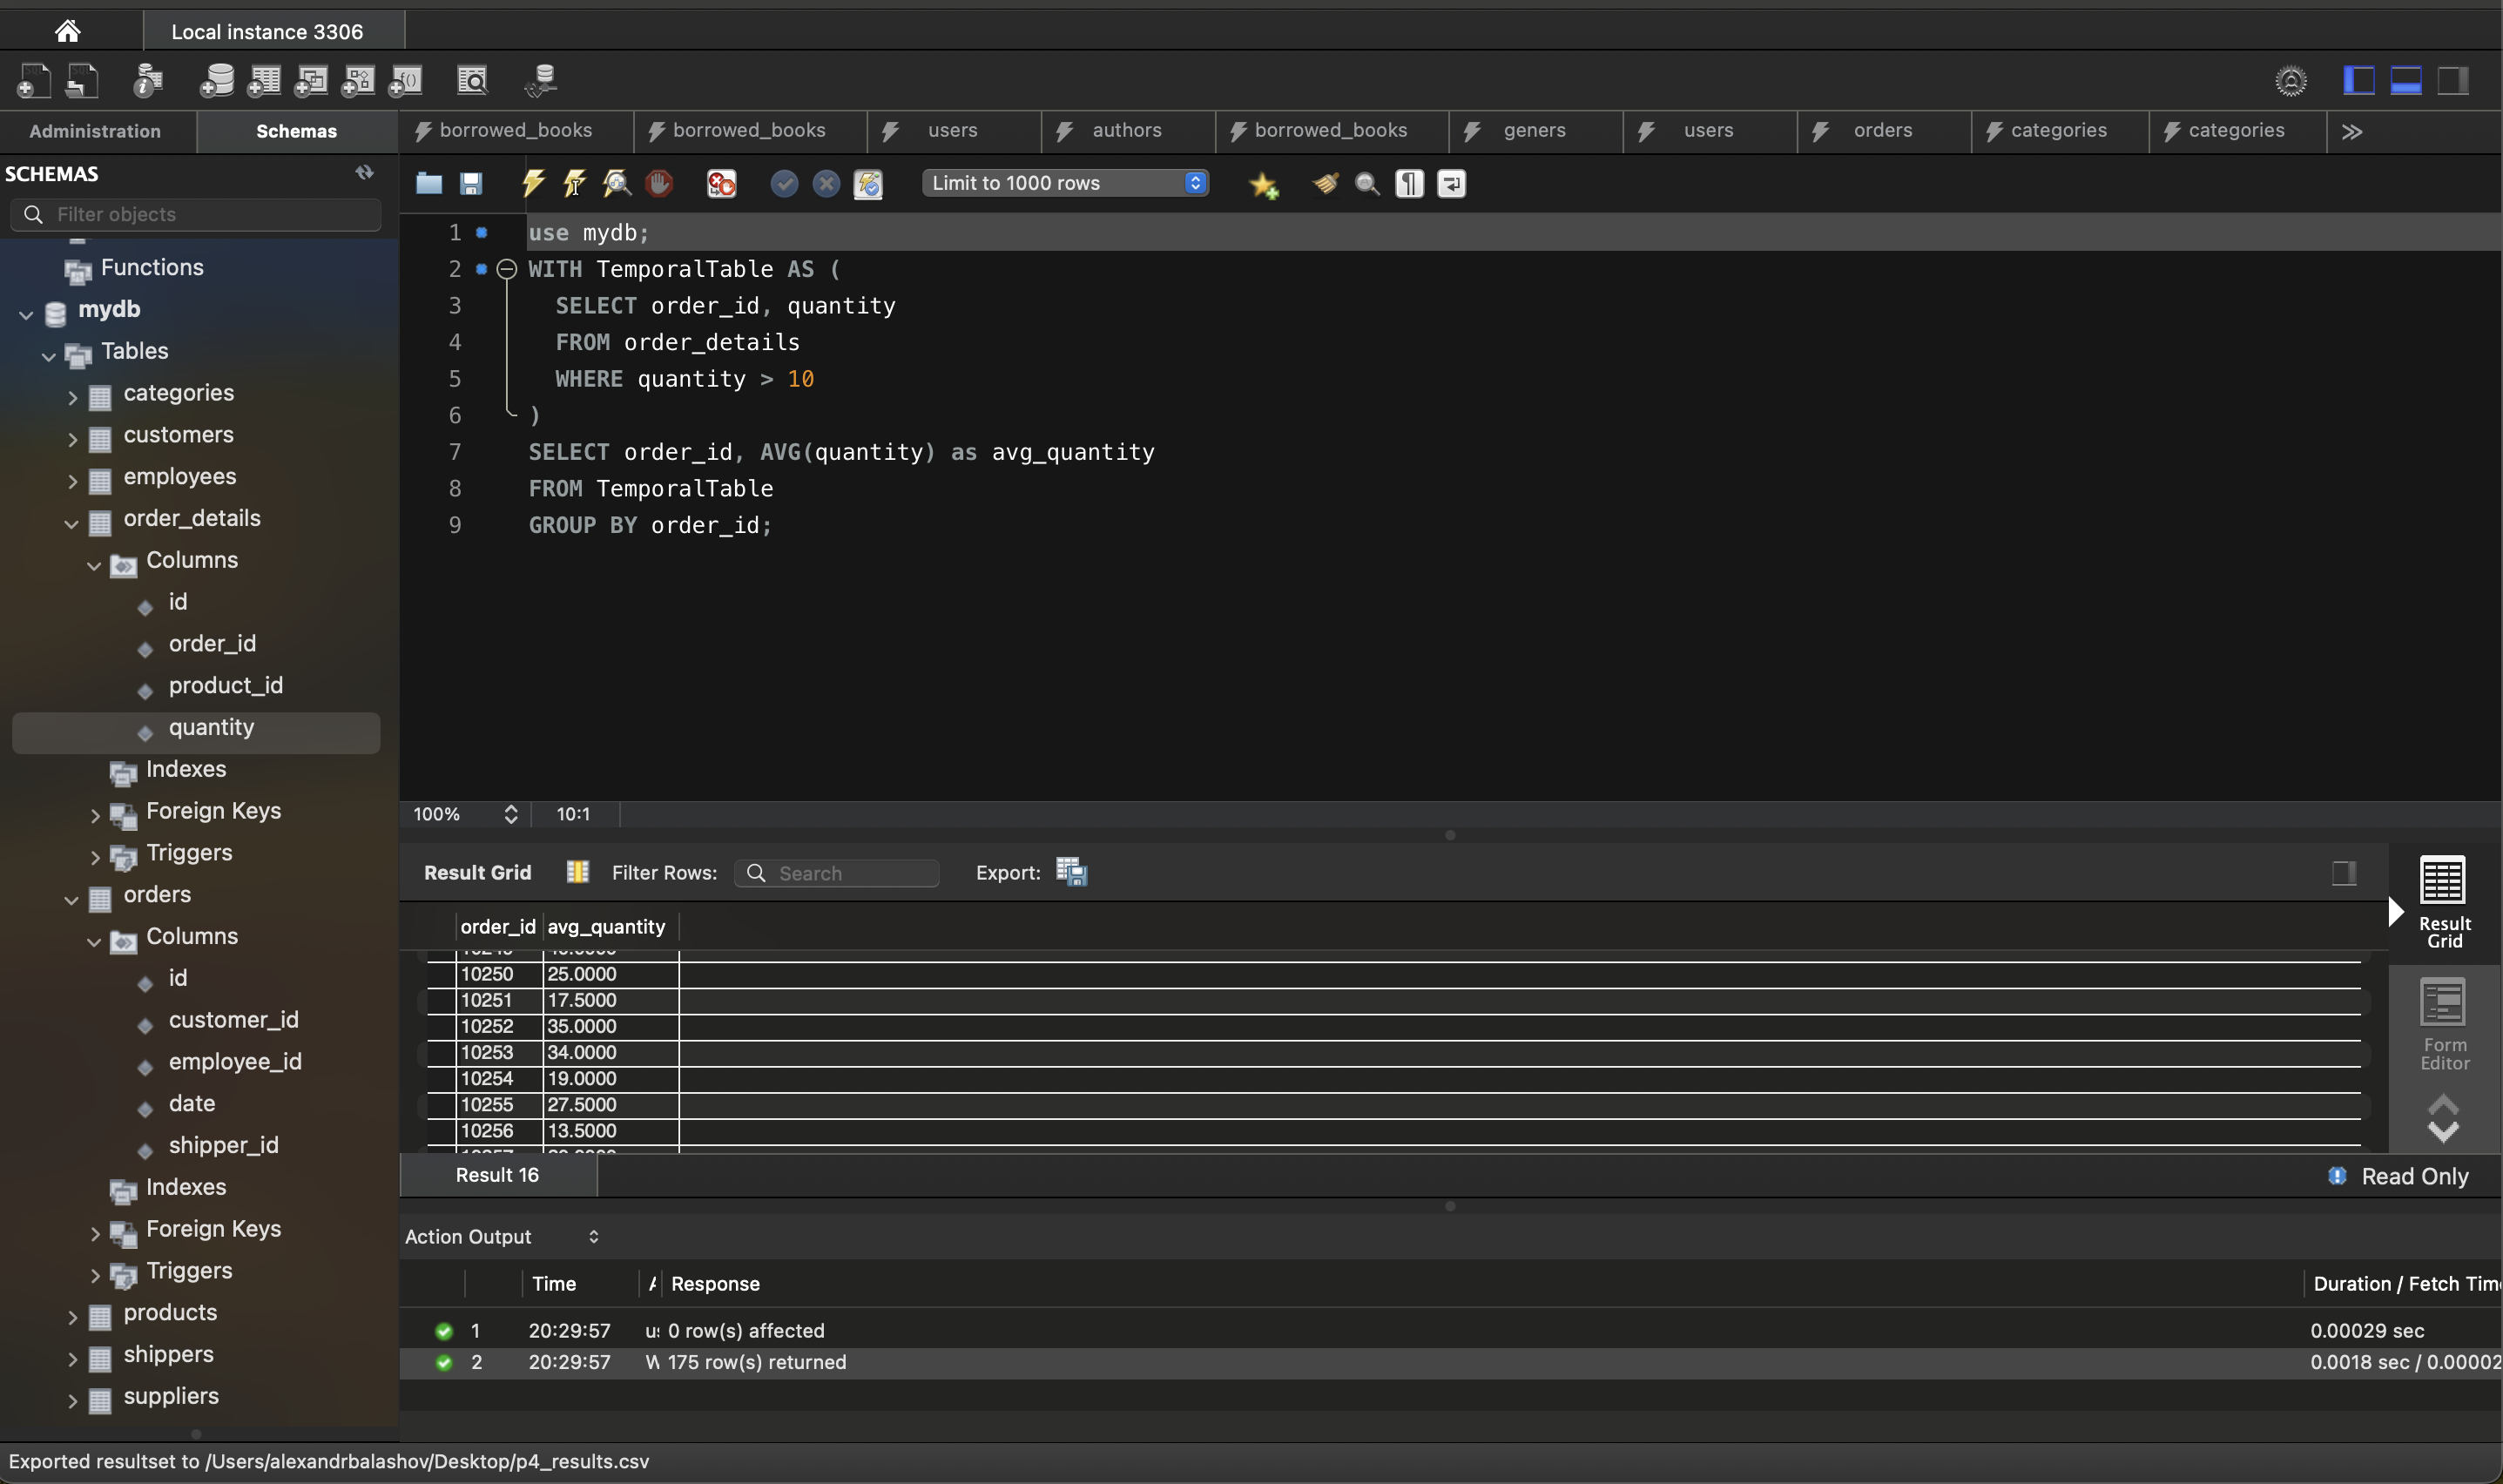 Local instance 3306
Administration
Schemas
borrowed_books
borrowed_books
users
authors
borrowed_books
geners
users
orders
categories
categories
SCHEMAS
Filter objects
Limit to 1000 rows
Functions
mydb
Tables
categories
customers
employees
order_details
Columns
id
order_id
product_id
quantity
Indexes
Foreign Keys
Triggers
orders
Columns
id
customer_id
employee_id
date
shipper_id
Indexes
Foreign Keys
Triggers
products
shippers
suppliers
1 use mydb;
2 WITH TemporalTable AS (
3 SELECT order_id, quantity
4 FROM order_details
5 WHERE quantity > 10
6 )
7 SELECT order_id, AVG(quantity) as avg_quantity
8 FROM TemporalTable
9 GROUP BY order_id;
100% 10:1
Result Grid Filter Rows: Search Export:
order_id avg_quantity
10250 25.0000
10251 17.5000
10252 35.0000
10253 34.0000
10254 19.0000
10255 27.5000
10256 13.5000
Result
Grid
Form
Editor
Result 16
Read Only
Action Output
Time Response Duration / Fetch Tim
1 20:29:57 0 row(s) affected 0.00029 sec
2 20:29:57 175 row(s) returned 0.0018 sec / 0.00002
Exported resultset to /Users/alexandrbalashov/Desktop/p4_results.csv